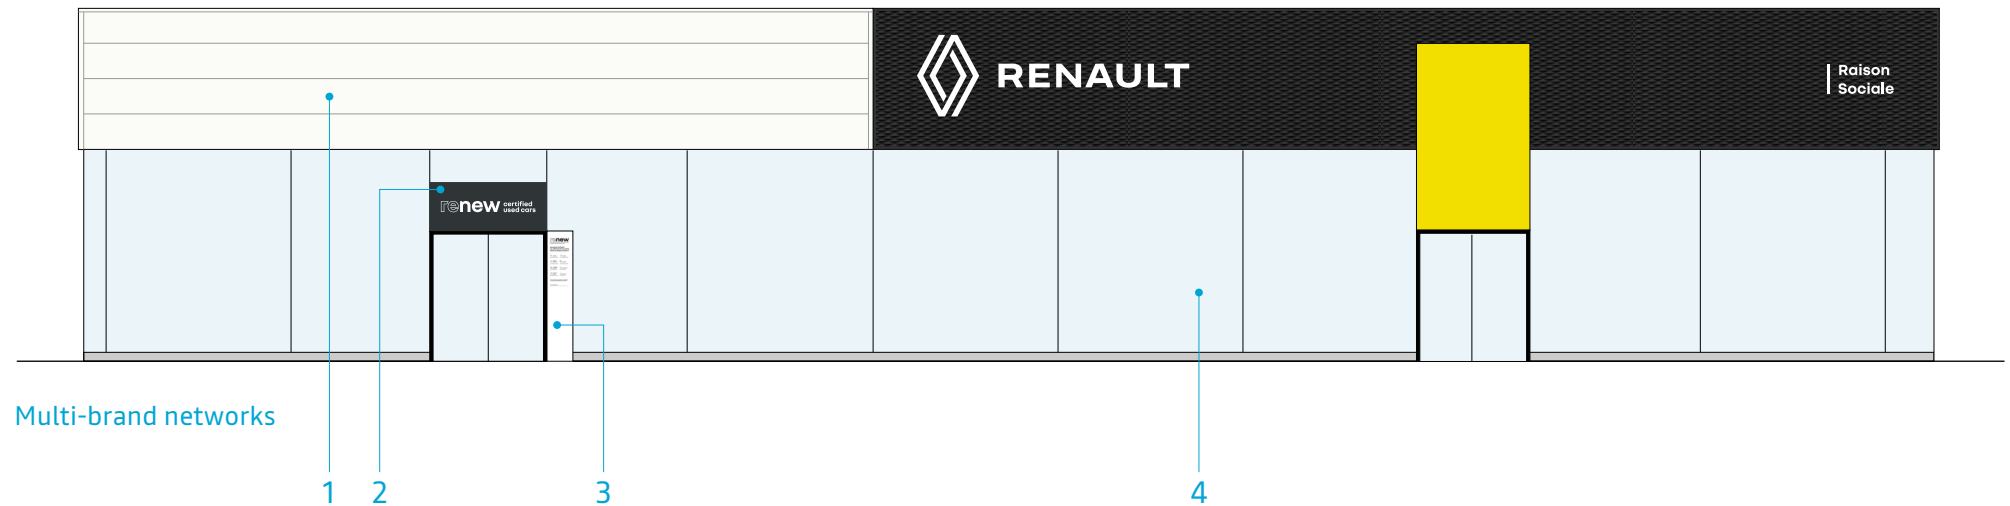 RENAULT
Raison
Sociale
renew certified
used cars
renew
Multi-brand networks
1 2 3 4